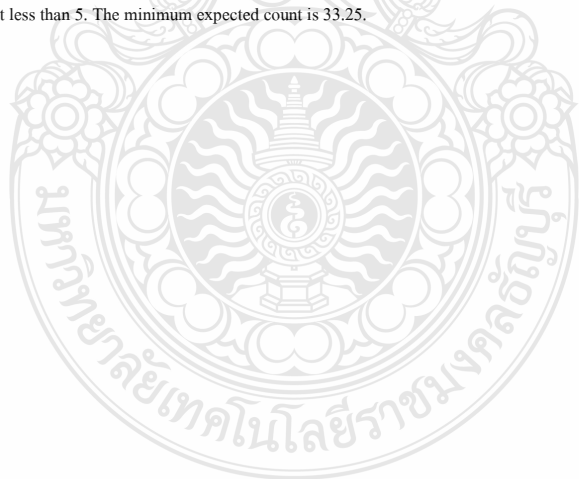 t less than 5. The minimum expected count is 33.25.
มหาวิทยาลัยเทคโนโลยีราชมงคลธัญบุรี